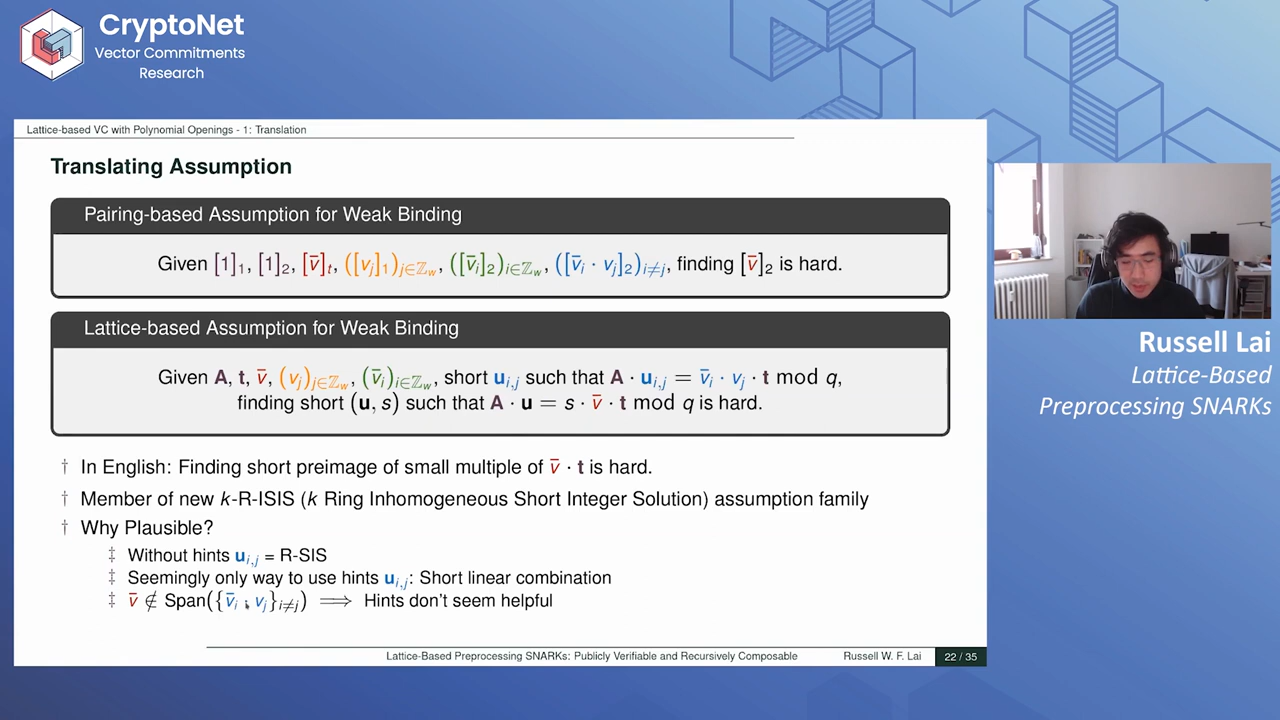 CryptoNet
Vector Commitments
Research
Lattice-based VC with Polynomial Openings - 1: Translation
Translating Assumption
Pairing-based Assumption for Weak Binding
Given [1]₁, [1]₂, [v̄]ₜ, ([vⱼ]₁)_{j∈ℤ_w}, ([v̄ᵢ]₂)_{i∈ℤ_w}, ([v̄ᵢ · vⱼ]₂)_{i≠j}, finding [v̄]₂ is hard.
Lattice-based Assumption for Weak Binding
Given A, t, v̄, (vⱼ)_{j∈ℤ_w}, (v̄ᵢ)_{i∈ℤ_w}, short u_{i,j} such that A · u_{i,j} = v̄ᵢ · vⱼ · t mod q,
finding short (u, s) such that A · u = s · v̄ · t mod q is hard.
† In English: Finding short preimage of small multiple of v̄ · t is hard.
† Member of new k-R-ISIS (k Ring Inhomogeneous Short Integer Solution) assumption family
† Why Plausible?
‡ Without hints u_{i,j} = R-SIS
‡ Seemingly only way to use hints u_{i,j}: Short linear combination
‡ v̄ ∉ Span({v̄ᵢ · vⱼ}_{i≠j}) ⟹ Hints don't seem helpful
Lattice-Based Preprocessing SNARKs: Publicly Verifiable and Recursively Composable
Russell W. F. Lai
22 / 35
Russell Lai
Lattice-Based
Preprocessing SNARKs